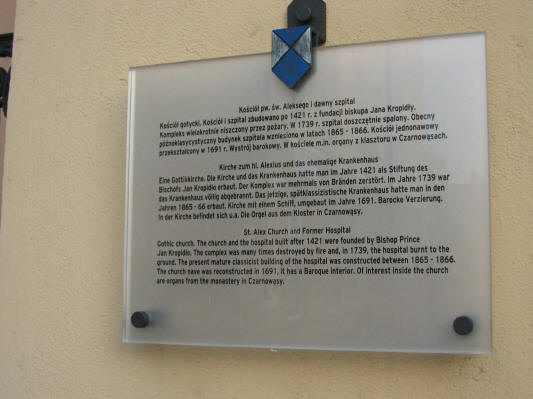 Kościół pw. św. Aleksego i dawny szpital
Kościół gotycki. Kościół i szpital zbudowano po 1421 r. z fundacji biskupa Jana Kropidły.
Kompleks wielokrotnie niszczony przez pożary. W 1739 r. szpital doszczętnie spalony. Obecny
późnoklasycystyczny budynek szpitala wzniesiono w latach 1865 - 1866. Kościół jednonawowy
przekształcony w 1691 r. Wystrój barokowy. W kościele m.in. organy z klasztoru w Czarnowąsach.
Kirche zum hl. Alexius und das ehemalige Krankenhaus
Eine Gottikkirche. Die Kirche und das Krankenhaus hatte man im Jahre 1421 als Stiftung des
Bischofs Jan Kropidlo erbaut. Der Komplex war mehrmals von Bränden zerstört. Im Jahre 1739 war
das Krankenhaus völlig abgebrannt. Das jetzige, spätklassizistische Krankenhaus hatte man in den
Jahren 1865 - 66 erbaut. Kirche mit einem Schiff, umgebaut im Jahre 1691. Barocke Verzierung.
In der Kirche befindet sich u.a. Die Orgel aus dem Kloster in Czarnowąsy.
St. Alex Church and Former Hospital
Gothic church. The church and the hospital built after 1421 were founded by Bishop Prince
Jan Kropidło. The complex was many times destroyed by fire and, in 1739, the hospital burnt to the
ground. The present mature classicist building of the hospital was constructed between 1865 - 1866.
The church nave was reconstructed in 1691, it has a Baroque interior. Of interest inside the church
are organs from the monastery in Czarnowąsy.